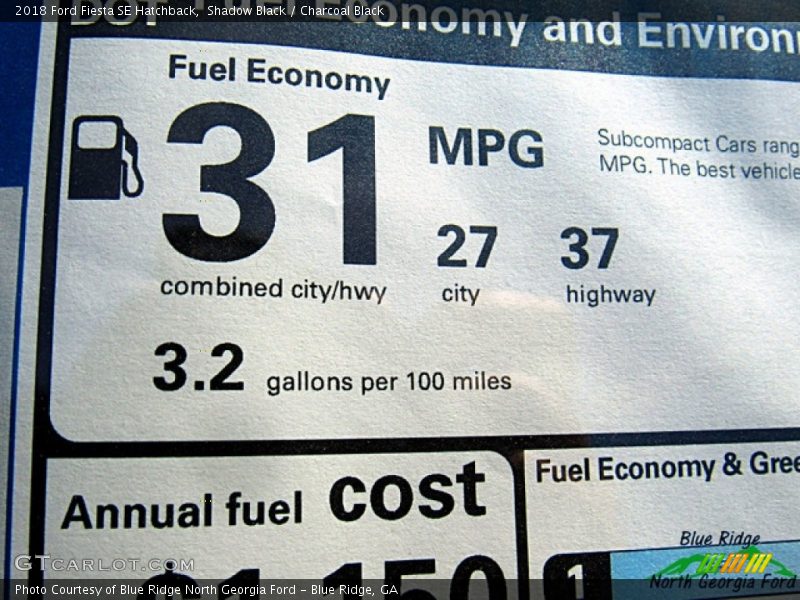 2018 Ford Fiesta SE Hatchback, Shadow Black / Charcoal Black
Economy and Environ
Fuel Economy
31
MPG
Subcompact Cars rang
MPG. The best vehicle
27
37
combined city/hwy
city
highway
3.2 gallons per 100 miles
Annual fuel cost
Fuel Economy & Gree
$1,150
1
Blue Ridge
North Georgia Ford
GTcarlot.com
Photo Courtesy of Blue Ridge North Georgia Ford - Blue Ridge, GA